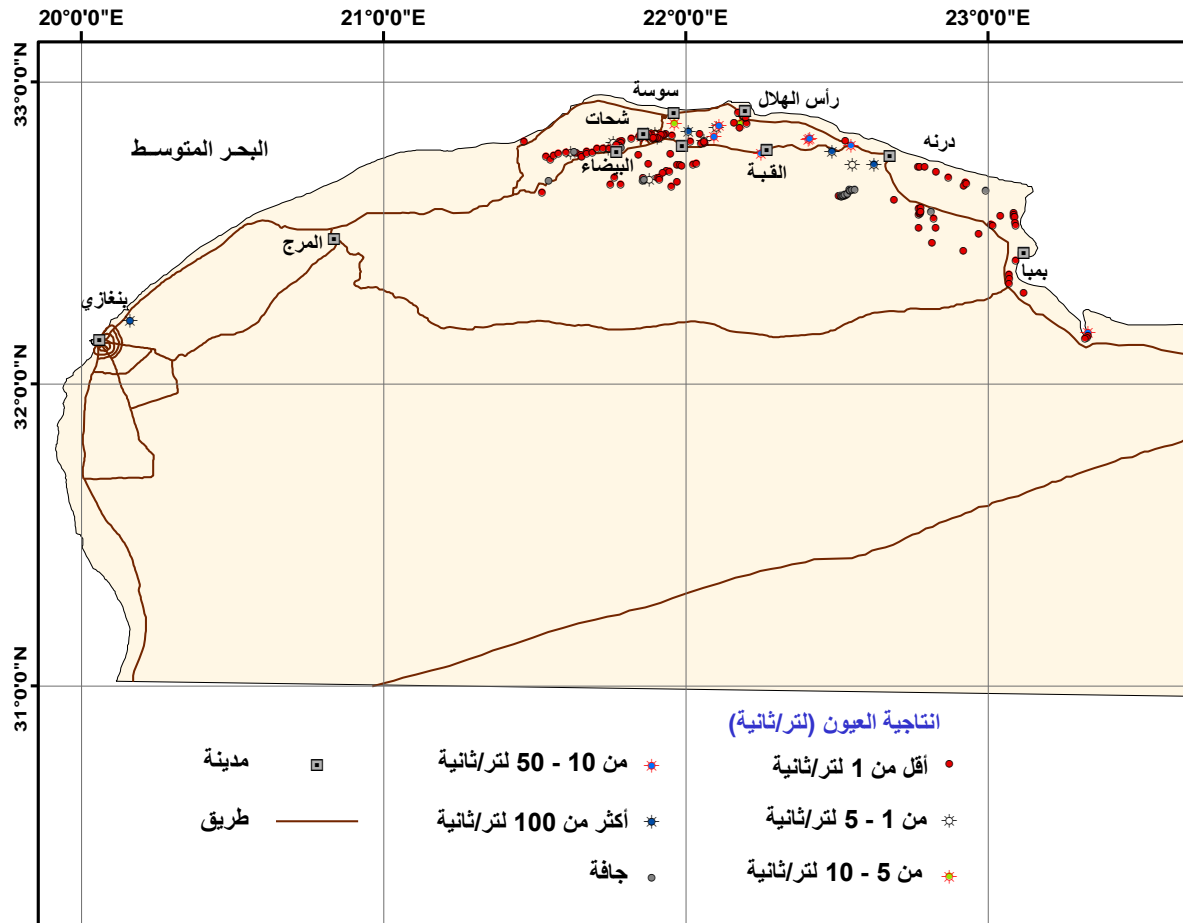 20°0'0"E
21°0'0"E
22°0'0"E
23°0'0"E
33°0'0"N
32°0'0"N
31°0'0"N
البحر المتوسط
سوسة
رأس الهلال
شحات
درنه
البيضاء
القبة
المرج
بمبا
بنغازي
انتاجية العيون (لتر/ثانية)
أقل من 1 لتر/ثانية
من 1 - 5 لتر/ثانية
من 5 - 10 لتر/ثانية
من 10 - 50 لتر/ثانية
أكثر من 100 لتر/ثانية
جافة
مدينة
طريق